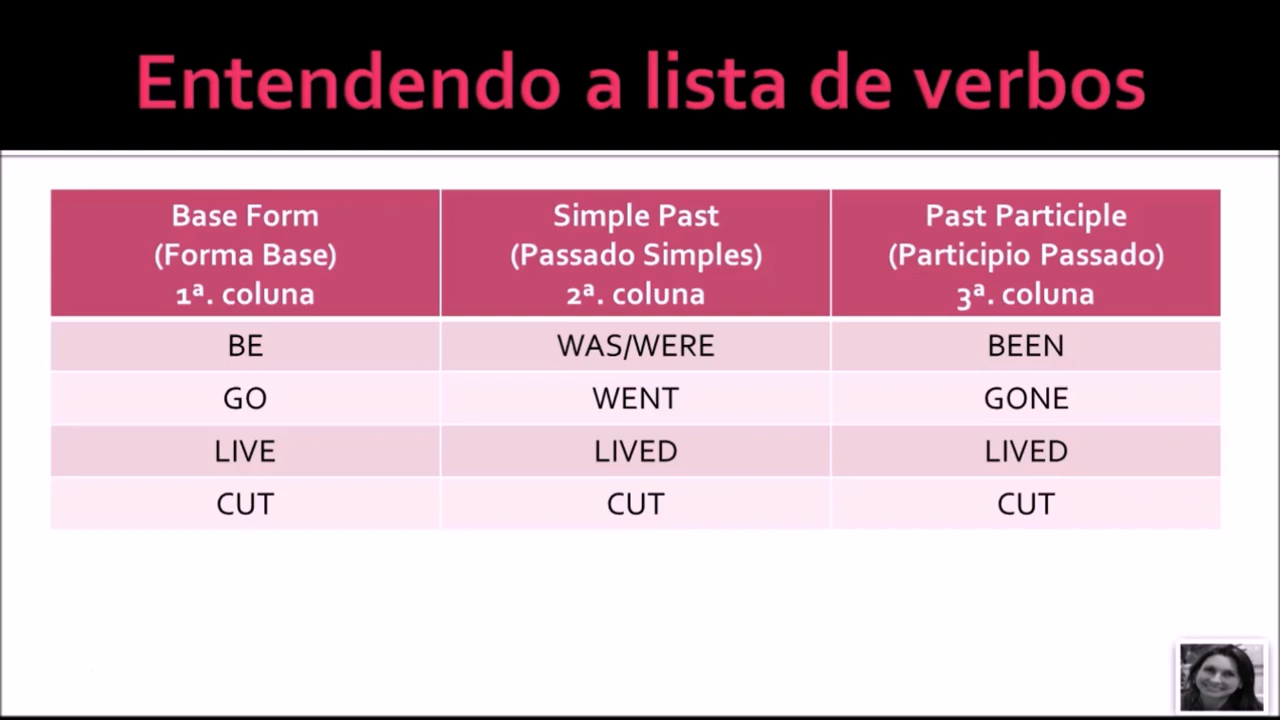 Entendendo a lista de verbos
Base Form
(Forma Base)
1ª. coluna
Simple Past
(Passado Simples)
2ª. coluna
Past Participle
(Participio Passado)
3ª. coluna
BE
WAS/WERE
BEEN
GO
WENT
GONE
LIVE
LIVED
LIVED
CUT
CUT
CUT